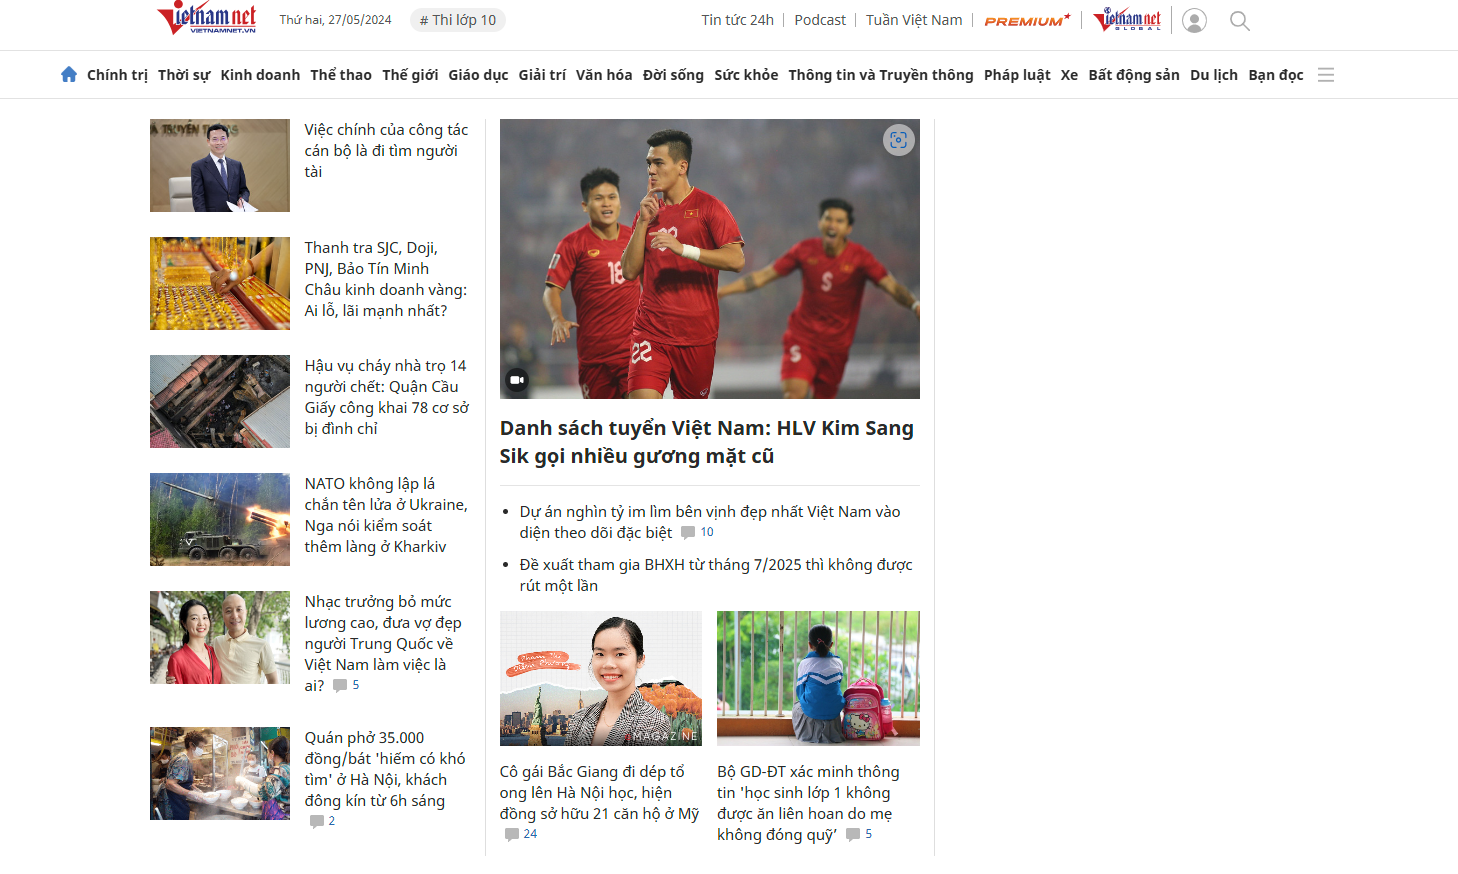 Vietnamnet
VIETNAMNET.VN
Thứ hai, 27/05/2024
# Thi lớp 10
Tin tức 24h
Podcast
Tuần Việt Nam
PREMIUM
Vietnamnet
GLOBAL
Chính trị Thời sự Kinh doanh Thể thao Thế giới Giáo dục Giải trí Văn hóa Đời sống Sức khỏe Thông tin và Truyền thông Pháp luật Xe Bất động sản Du lịch Bạn đọc
Việc chính của công tác
cán bộ là đi tìm người
tài
Thanh tra SJC, Doji,
PNJ, Bảo Tín Minh
Châu kinh doanh vàng:
Ai lỗ, lãi mạnh nhất?
Hậu vụ cháy nhà trọ 14
người chết: Quận Cầu
Giấy công khai 78 cơ sở
bị đình chỉ
NATO không lập lá
chắn tên lửa ở Ukraine,
Nga nói kiểm soát
thêm làng ở Kharkiv
Nhạc trưởng bỏ mức
lương cao, đưa vợ đẹp
người Trung Quốc về
Việt Nam làm việc là
ai? 5
Quán phở 35.000
đồng/bát 'hiếm có khó
tìm' ở Hà Nội, khách
đông kín từ 6h sáng
2
18
22
22
S
S
Danh sách tuyển Việt Nam: HLV Kim Sang
Sik gọi nhiều gương mặt cũ
Dự án nghìn tỷ im lìm bên vịnh đẹp nhất Việt Nam vào
diện theo dõi đặc biệt 10
Đề xuất tham gia BHXH từ tháng 7/2025 thì không được
rút một lần
MAGAZINE
Cô gái Bắc Giang đi dép tổ
ong lên Hà Nội học, hiện
đồng sở hữu 21 căn hộ ở Mỹ
24
Bộ GD-ĐT xác minh thông
tin 'học sinh lớp 1 không
được ăn liên hoan do mẹ
không đóng quỹ’ 5